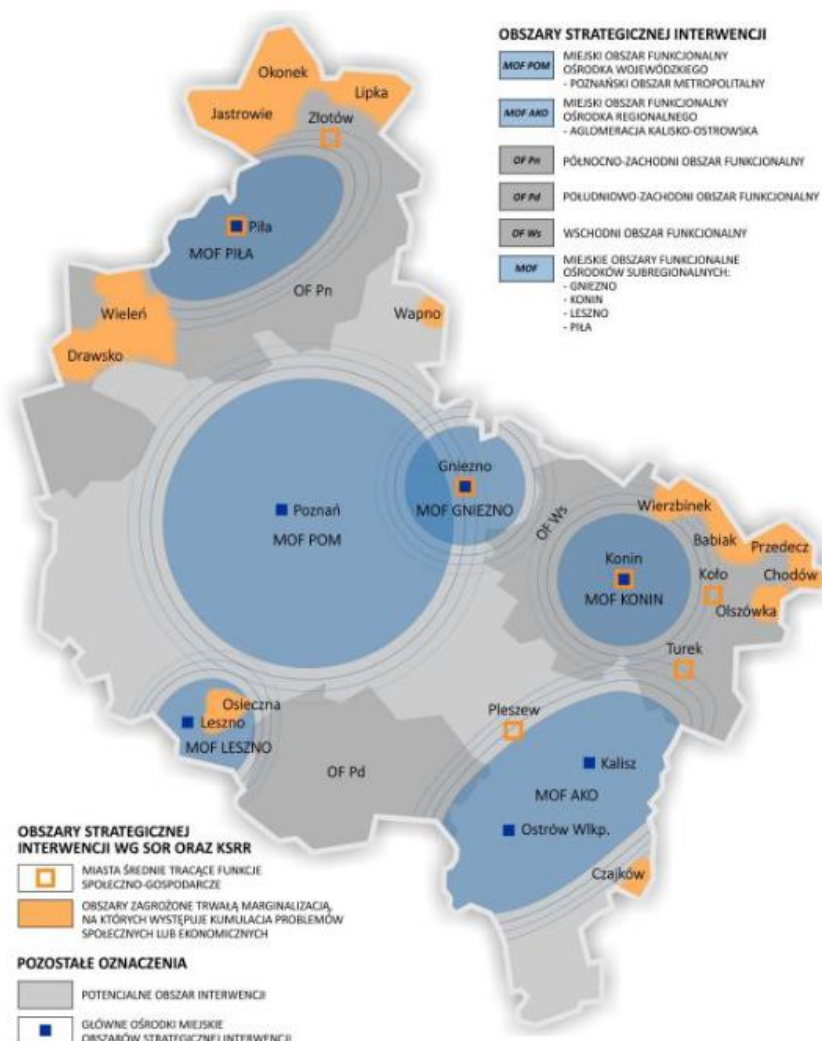 OBSZARY STRATEGICZNEJ INTERWENCJI
MOF POM
MIEJSKI OBSZAR FUNKCJONALNY
OŚRODKA WOJEWÓDZKIEGO
- POZNAŃSKI OBSZAR METROPOLITALNY
MOF AKO
MIEJSKI OBSZAR FUNKCJONALNY
OŚRODKA REGIONALNEGO
- AGLOMERACJA KALISKO-OSTROWSKA
OF Pn
PÓŁNOCNO-ZACHODNI OBSZAR FUNKCJONALNY
OF Pd
POŁUDNIOWO-ZACHODNI OBSZAR FUNKCJONALNY
OF Ws
WSCHODNI OBSZAR FUNKCJONALNY
MOF
MIEJSKIE OBSZARY FUNKCJONALNE
OŚRODKÓW SUBREGIONALNYCH:
- GNIEZNO
- KONIN
- LESZNO
- PIŁA
Okonek
Lipka
Jastrowie
Złotów
Piła
MOF PIŁA
OF Pn
Wieleń
Wapno
Drawsko
Gniezno
MOF GNIEZNO
Poznań
MOF POM
OF Ws
Wierzbinek
Babiak
Przedecz
Konin
Koło
Chodów
MOF KONIN
Olszówka
Turek
Osieczna
Leszno
MOF LESZNO
Pleszew
OF Pd
Kalisz
MOF AKO
Ostrów Wlkp.
Czajków
OBSZARY STRATEGICZNEJ
INTERWENCJI WG SOR ORAZ KSRR
MIASTA ŚREDNIE TRACĄCE FUNKCJE
SPOŁECZNO-GOSPODARCZE
OBSZARY ZAGROŻONE TRWAŁĄ MARGINALIZACJĄ,
NA KTÓRYCH WYSTĘPUJE KUMULACJA PROBLEMÓW
SPOŁECZNYCH LUB EKONOMICZNYCH
POZOSTAŁE OZNACZENIA
POTENCJALNE OBSZAR INTERWENCJI
GŁÓWNE OŚRODKI MIEJSKIE
OBSZARÓW STRATEGICZNEJ INTERWENCJI